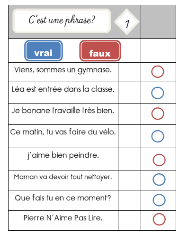 C'est une phrase?
1
vrai
faux
Viens, sommes un gymnase.
Léa est entrée dans la classe.
Je banane travaille très bien.
Ce matin, tu vas faire du vélo.
j'aime bien peindre.
Maman va devoir tout nettoyer.
Que fais tu en ce moment?
Pierre N'Aime Pas Lire.